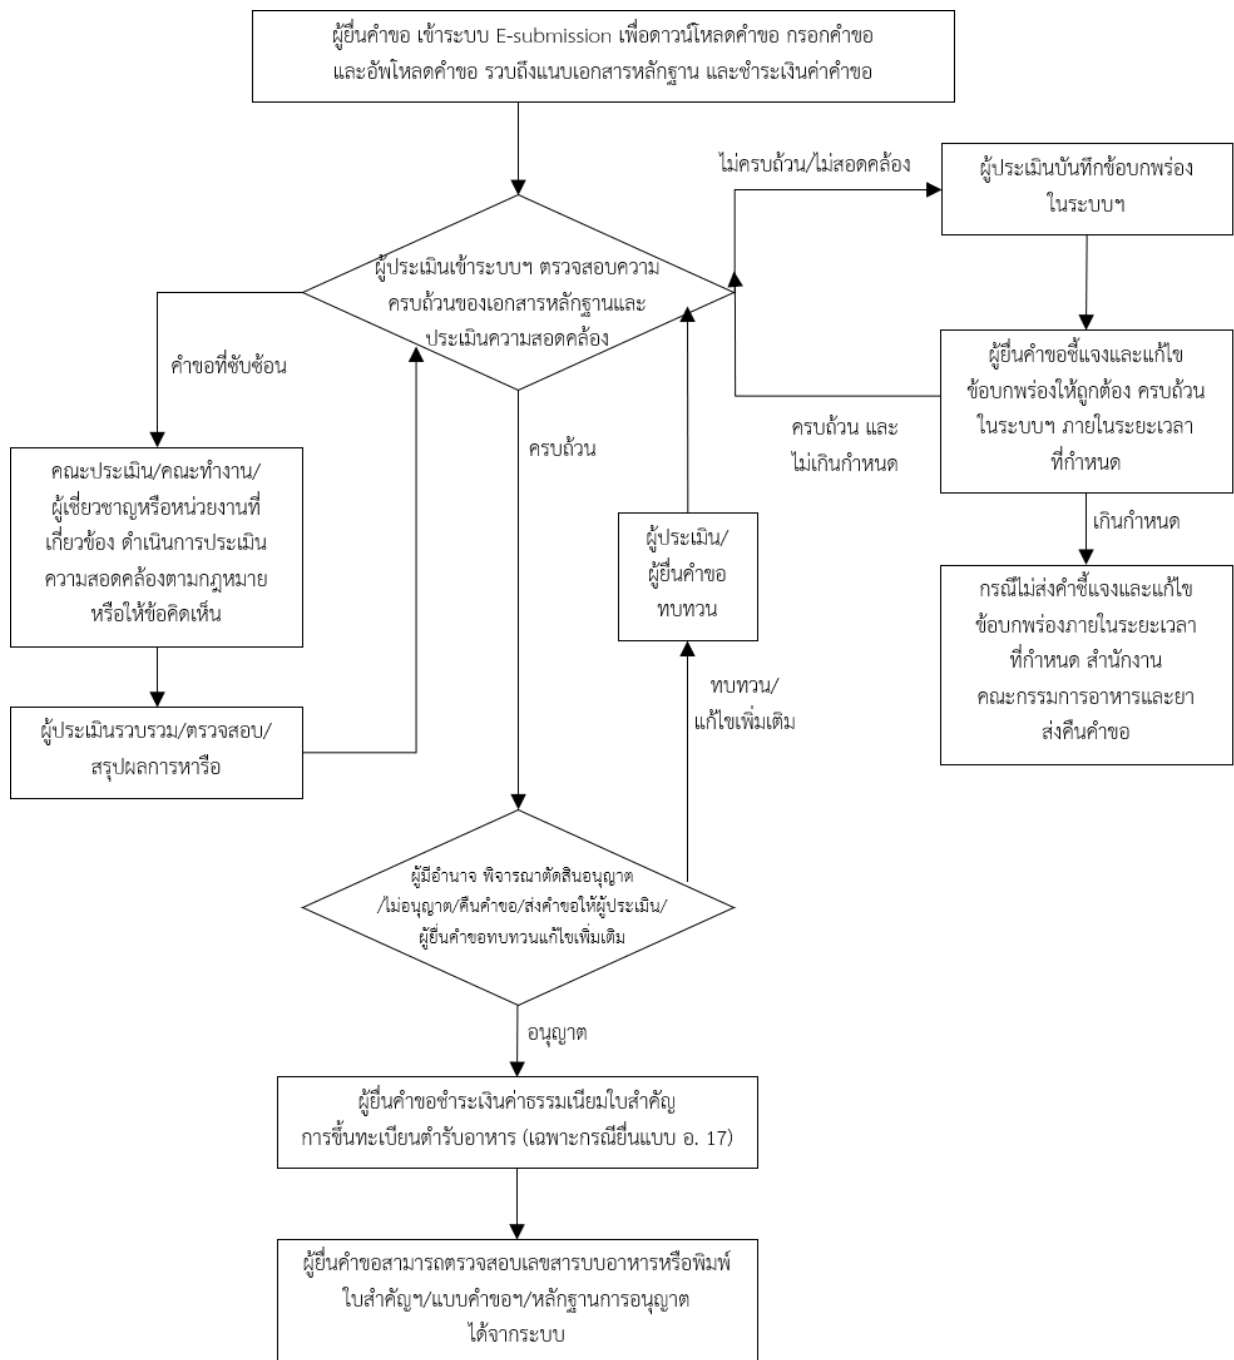 ผู้ยื่นคำขอ เข้าระบบ E-submission เพื่อดาวน์โหลดคำขอ กรอกคำขอ
และอัพโหลดคำขอ รวบถึงแนบเอกสารหลักฐาน และชำระเงินค่าคำขอ
ไม่ครบถ้วน/ไม่สอดคล้อง
ผู้ประเมินบันทึกข้อบกพร่อง
ในระบบฯ
ผู้ประเมินเข้าระบบฯ ตรวจสอบความ
ครบถ้วนของเอกสารหลักฐานและ
ประเมินความสอดคล้อง
คำขอที่ซับซ้อน
ผู้ยื่นคำขอชี้แจงและแก้ไข
ข้อบกพร่องให้ถูกต้อง ครบถ้วน
ในระบบฯ ภายในระยะเวลา
ที่กำหนด
ครบถ้วน และ
ไม่เกินกำหนด
ครบถ้วน
คณะประเมิน/คณะทำงาน/
ผู้เชี่ยวชาญหรือหน่วยงานที่
เกี่ยวข้อง ดำเนินการประเมิน
ความสอดคล้องตามกฎหมาย
หรือให้ข้อคิดเห็น
ผู้ประเมิน/
ผู้ยื่นคำขอ
ทบทวน
เกินกำหนด
กรณีไม่ส่งคำชี้แจงและแก้ไข
ข้อบกพร่องภายในระยะเวลา
ที่กำหนด สำนักงาน
คณะกรรมการอาหารและยา
ส่งคืนคำขอ
ทบทวน/
แก้ไขเพิ่มเติม
ผู้ประเมินรวบรวม/ตรวจสอบ/
สรุปผลการหารือ
ผู้มีอำนาจ พิจารณาตัดสินอนุญาต
/ไม่อนุญาต/คืนคำขอ/ส่งคำขอให้ผู้ประเมิน/
ผู้ยื่นคำขอทบทวนแก้ไขเพิ่มเติม
อนุญาต
ผู้ยื่นคำขอชำระเงินค่าธรรมเนียมใบสำคัญ
การขึ้นทะเบียนตำรับอาหาร (เฉพาะกรณียื่นแบบ อ. 17)
ผู้ยื่นคำขอสามารถตรวจสอบเลขสารบบอาหารหรือพิมพ์
ใบสำคัญฯ/แบบคำขอฯ/หลักฐานการอนุญาต
ได้จากระบบ